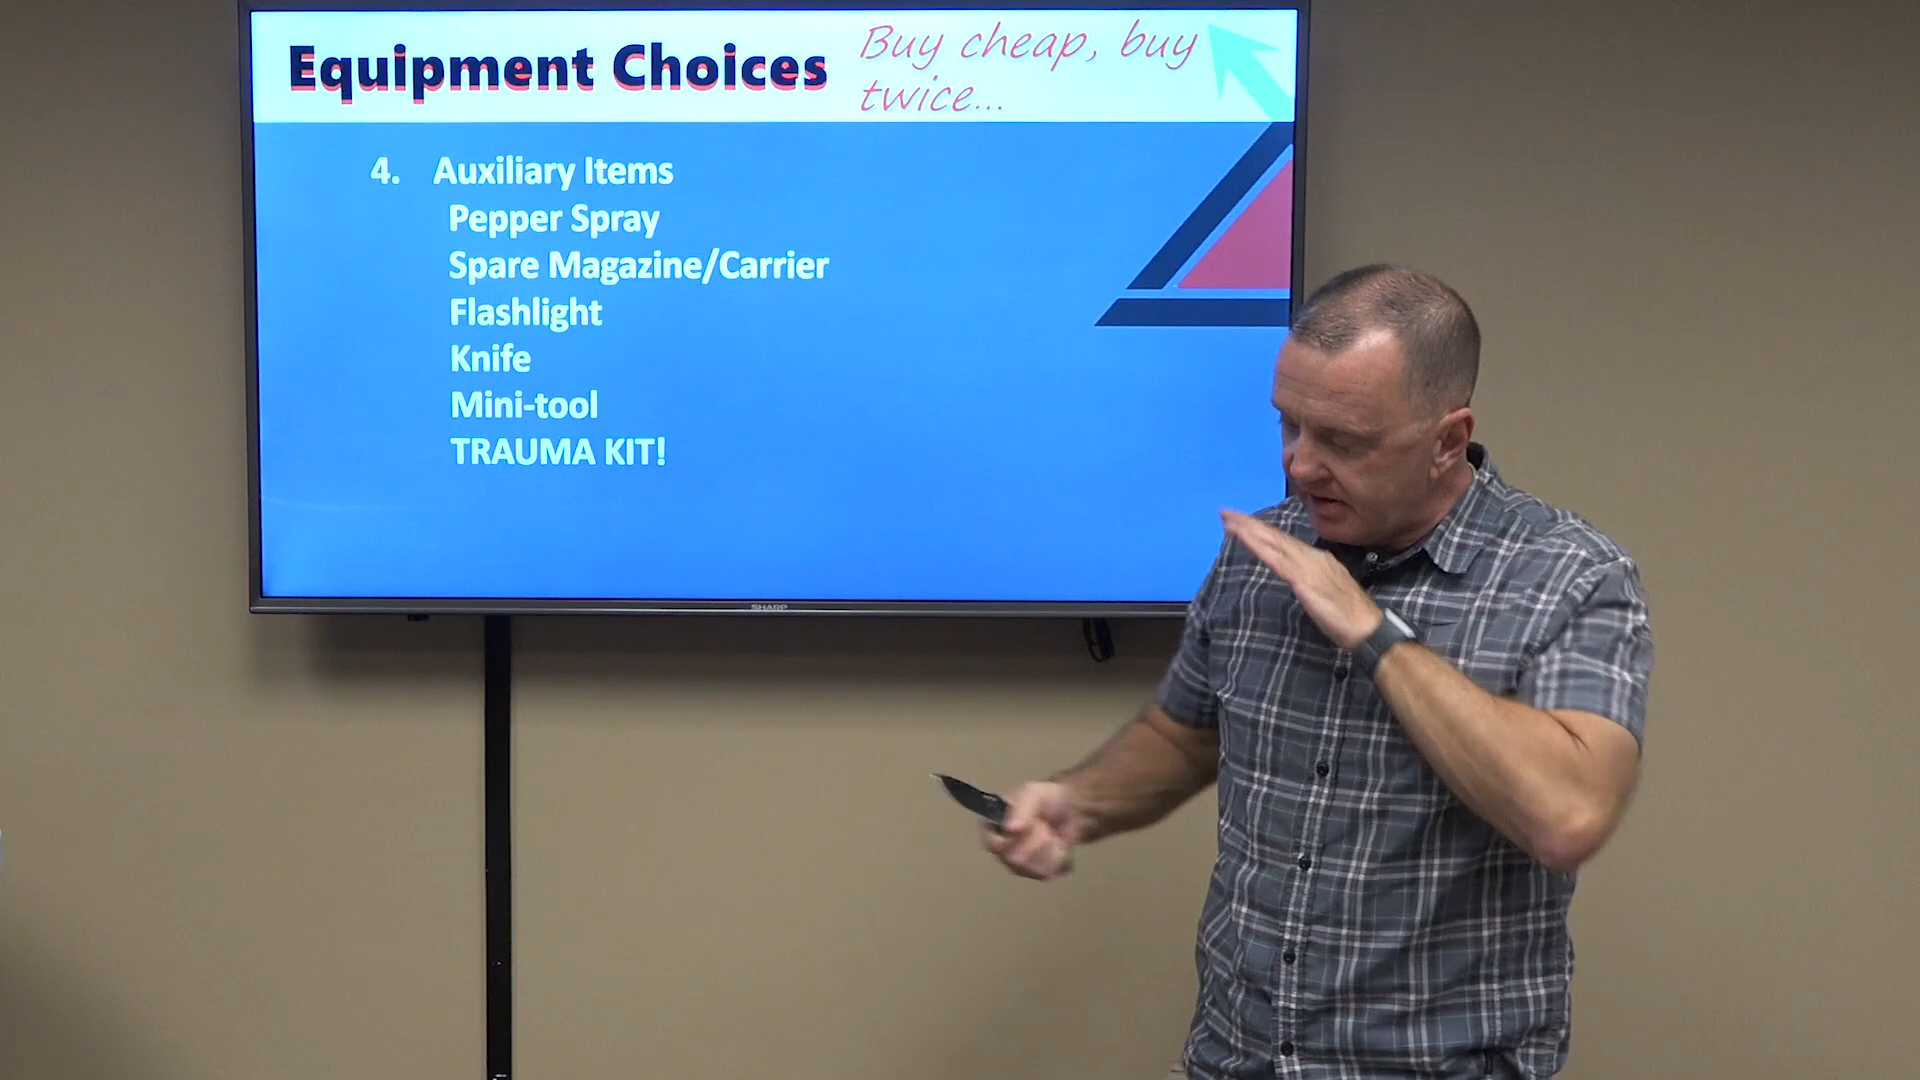 Equipment Choices
Buy cheap, buy
twice...
4. Auxiliary Items
Pepper Spray
Spare Magazine/Carrier
Flashlight
Knife
Mini-tool
TRAUMA KIT!
SHARP